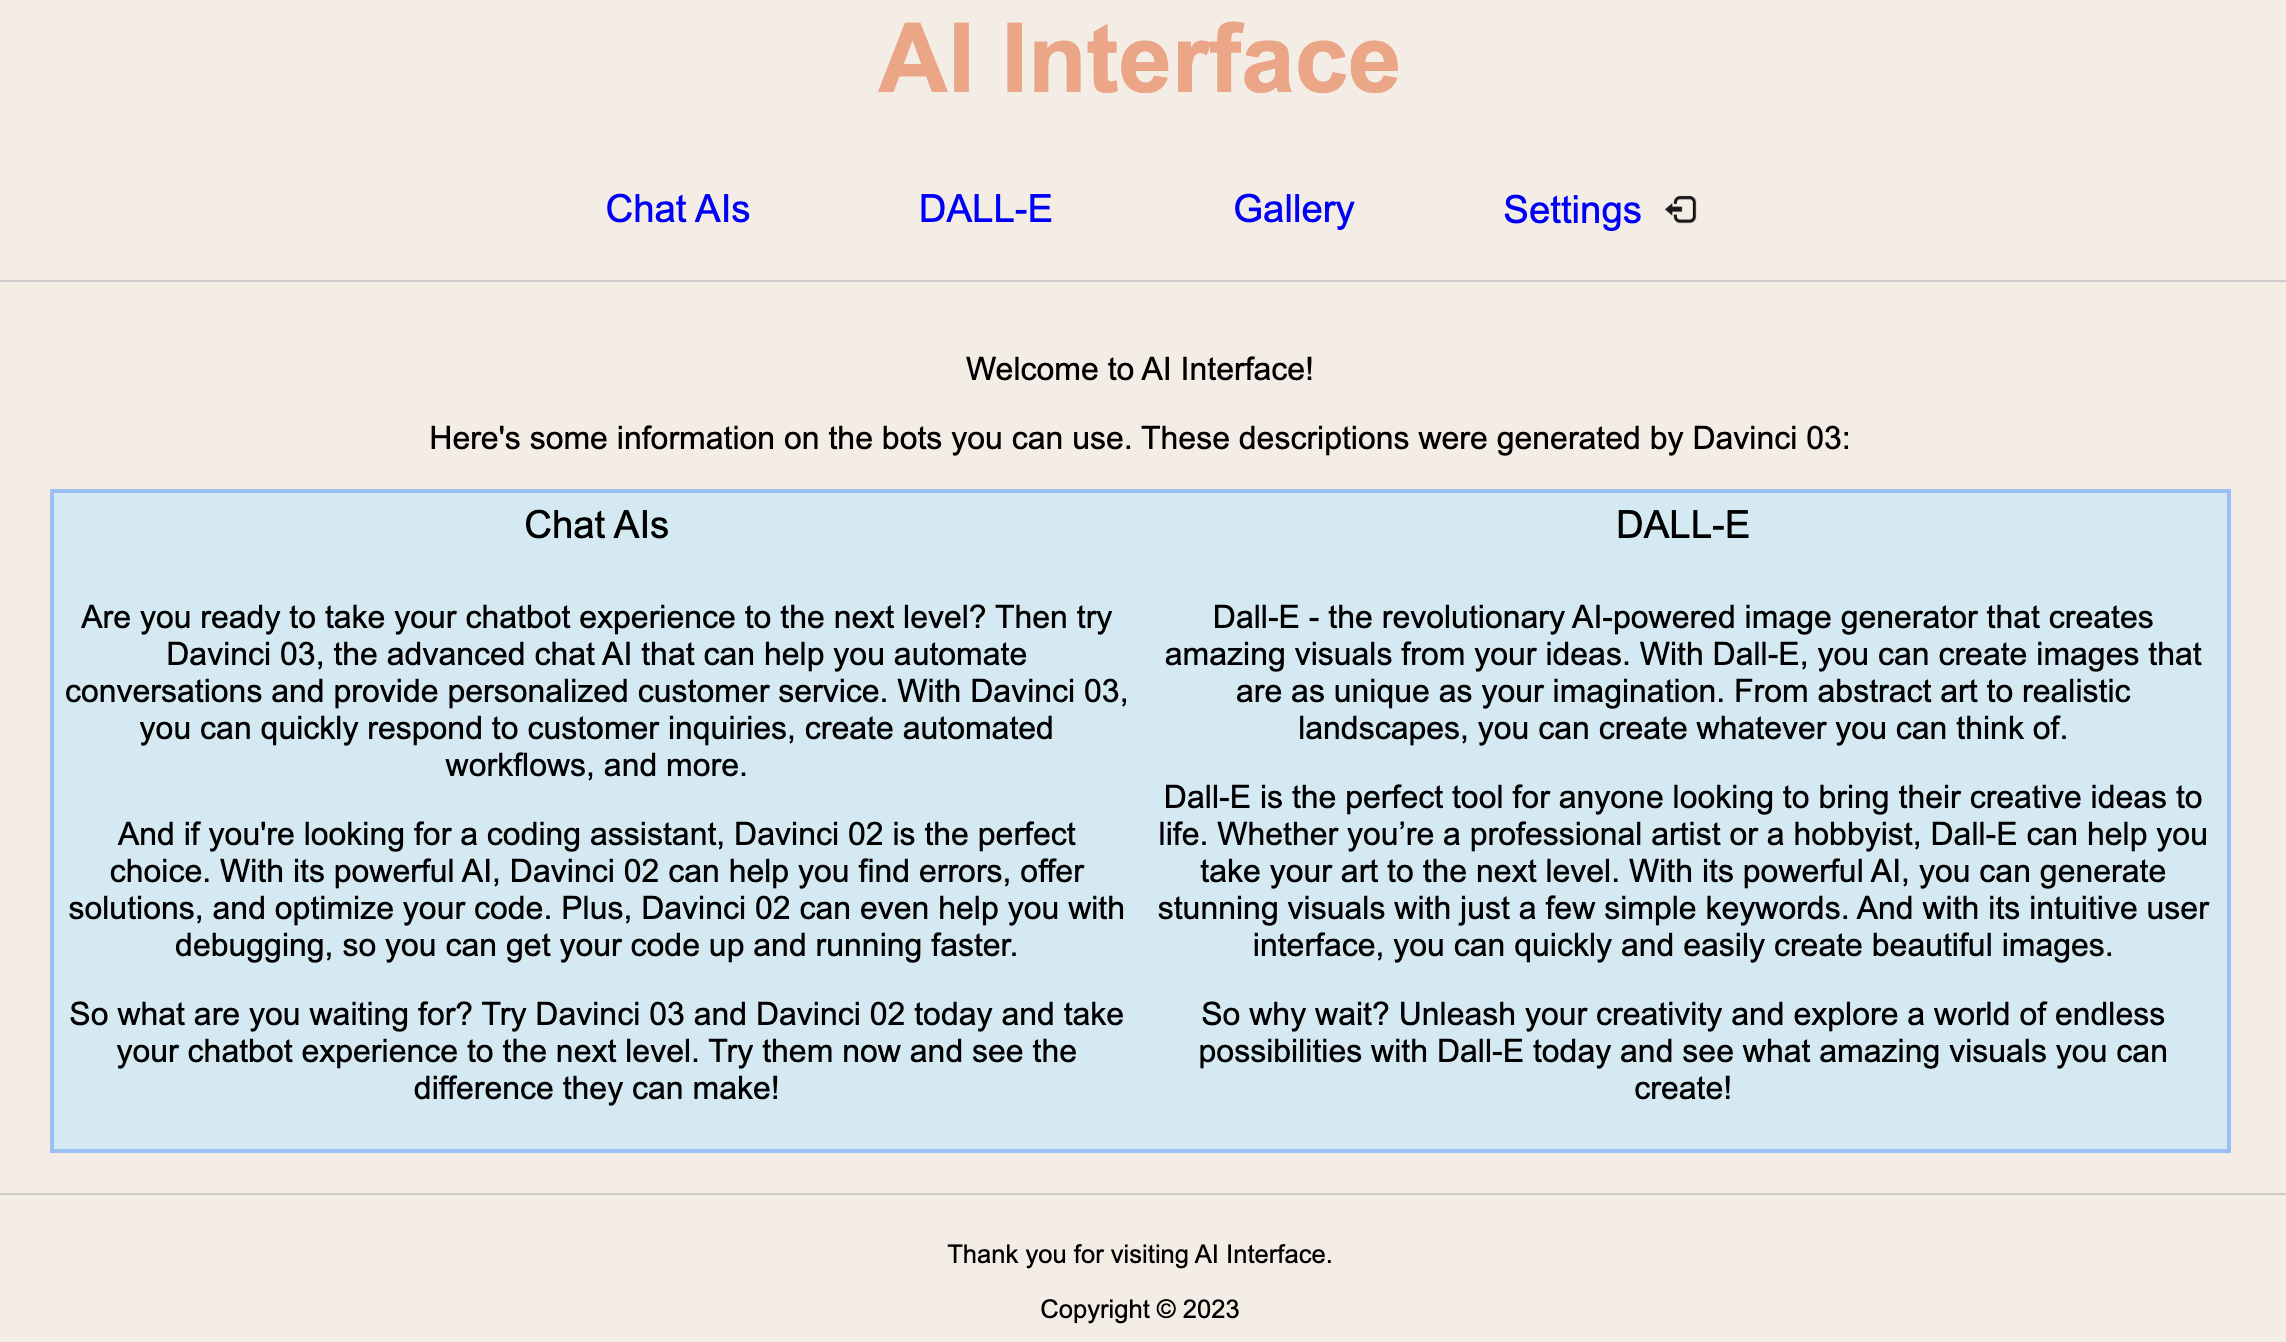 AI Interface
Chat AIs
DALL-E
Gallery
Settings
Welcome to AI Interface!
Here's some information on the bots you can use. These descriptions were generated by Davinci 03:
Chat AIs
Are you ready to take your chatbot experience to the next level? Then try
Davinci 03, the advanced chat AI that can help you automate
conversations and provide personalized customer service. With Davinci 03,
you can quickly respond to customer inquiries, create automated
workflows, and more.
And if you're looking for a coding assistant, Davinci 02 is the perfect
choice. With its powerful AI, Davinci 02 can help you find errors, offer
solutions, and optimize your code. Plus, Davinci 02 can even help you with
debugging, so you can get your code up and running faster.
So what are you waiting for? Try Davinci 03 and Davinci 02 today and take
your chatbot experience to the next level. Try them now and see the
difference they can make!
DALL-E
Dall-E - the revolutionary AI-powered image generator that creates
amazing visuals from your ideas. With Dall-E, you can create images that
are as unique as your imagination. From abstract art to realistic
landscapes, you can create whatever you can think of.
Dall-E is the perfect tool for anyone looking to bring their creative ideas to
life. Whether you’re a professional artist or a hobbyist, Dall-E can help you
take your art to the next level. With its powerful AI, you can generate
stunning visuals with just a few simple keywords. And with its intuitive user
interface, you can quickly and easily create beautiful images.
So why wait? Unleash your creativity and explore a world of endless
possibilities with Dall-E today and see what amazing visuals you can
create!
Thank you for visiting AI Interface.
Copyright © 2023